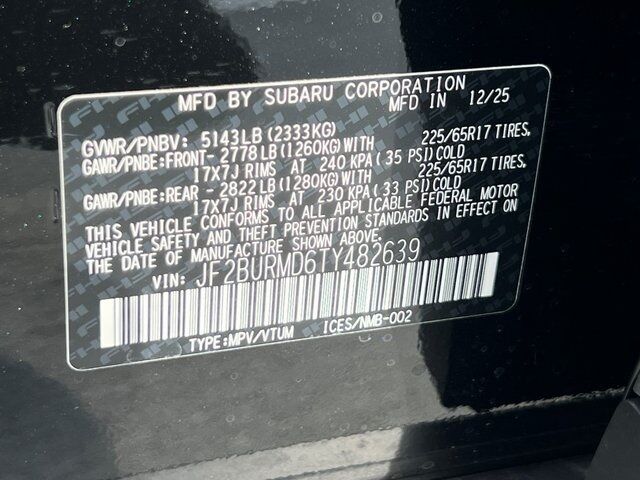 MFD BY SUBARU CORPORATION
MFD IN 12/25
GVWR/PNBV: 5143LB (2333KG)
GAWR/PNBE:FRONT- 2778 LB (1260KG)WITH 225/65R17 TIRES,
17X7J RIMS AT 240 KPA (35 PSI)COLD
GAWR/PNBE:REAR - 2822 LB (1280KG)WITH 225/65R17 TIRES,
17X7J RIMS AT 230 KPA (33 PSI)COLD
THIS VEHICLE CONFORMS TO ALL APPLICABLE FEDERAL MOTOR
VEHICLE SAFETY AND THEFT PREVENTION STANDARDS IN EFFECT ON
DATE OF MANUFACTURE SHOWN ABOVE.
VIN: JF2BURMD6TY482639
TYPE:MPV/VTUM ICES/NMB-002